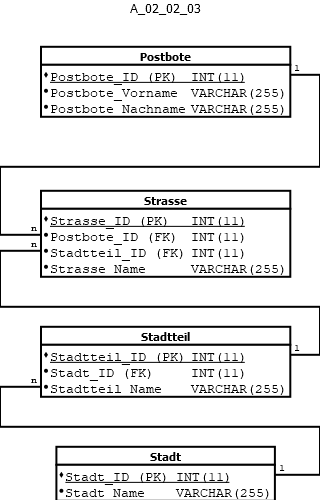 A_02_02_03
Postbote
1
Postbote_ID (PK) INT(11)
Postbote_Vorname VARCHAR(255)
Postbote_Nachname VARCHAR(255)
Strasse
Strasse_ID (PK) INT(11)
n
Postbote_ID (FK) INT(11)
n
Stadtteil_ID (FK) INT(11)
Strasse_Name VARCHAR(255)
Stadtteil
1
Stadtteil_ID (PK) INT(11)
Stadt_ID (FK) INT(11)
n
Stadtteil_Name VARCHAR(255)
Stadt
1
Stadt_ID (PK) INT(11)
Stadt_Name VARCHAR(255)